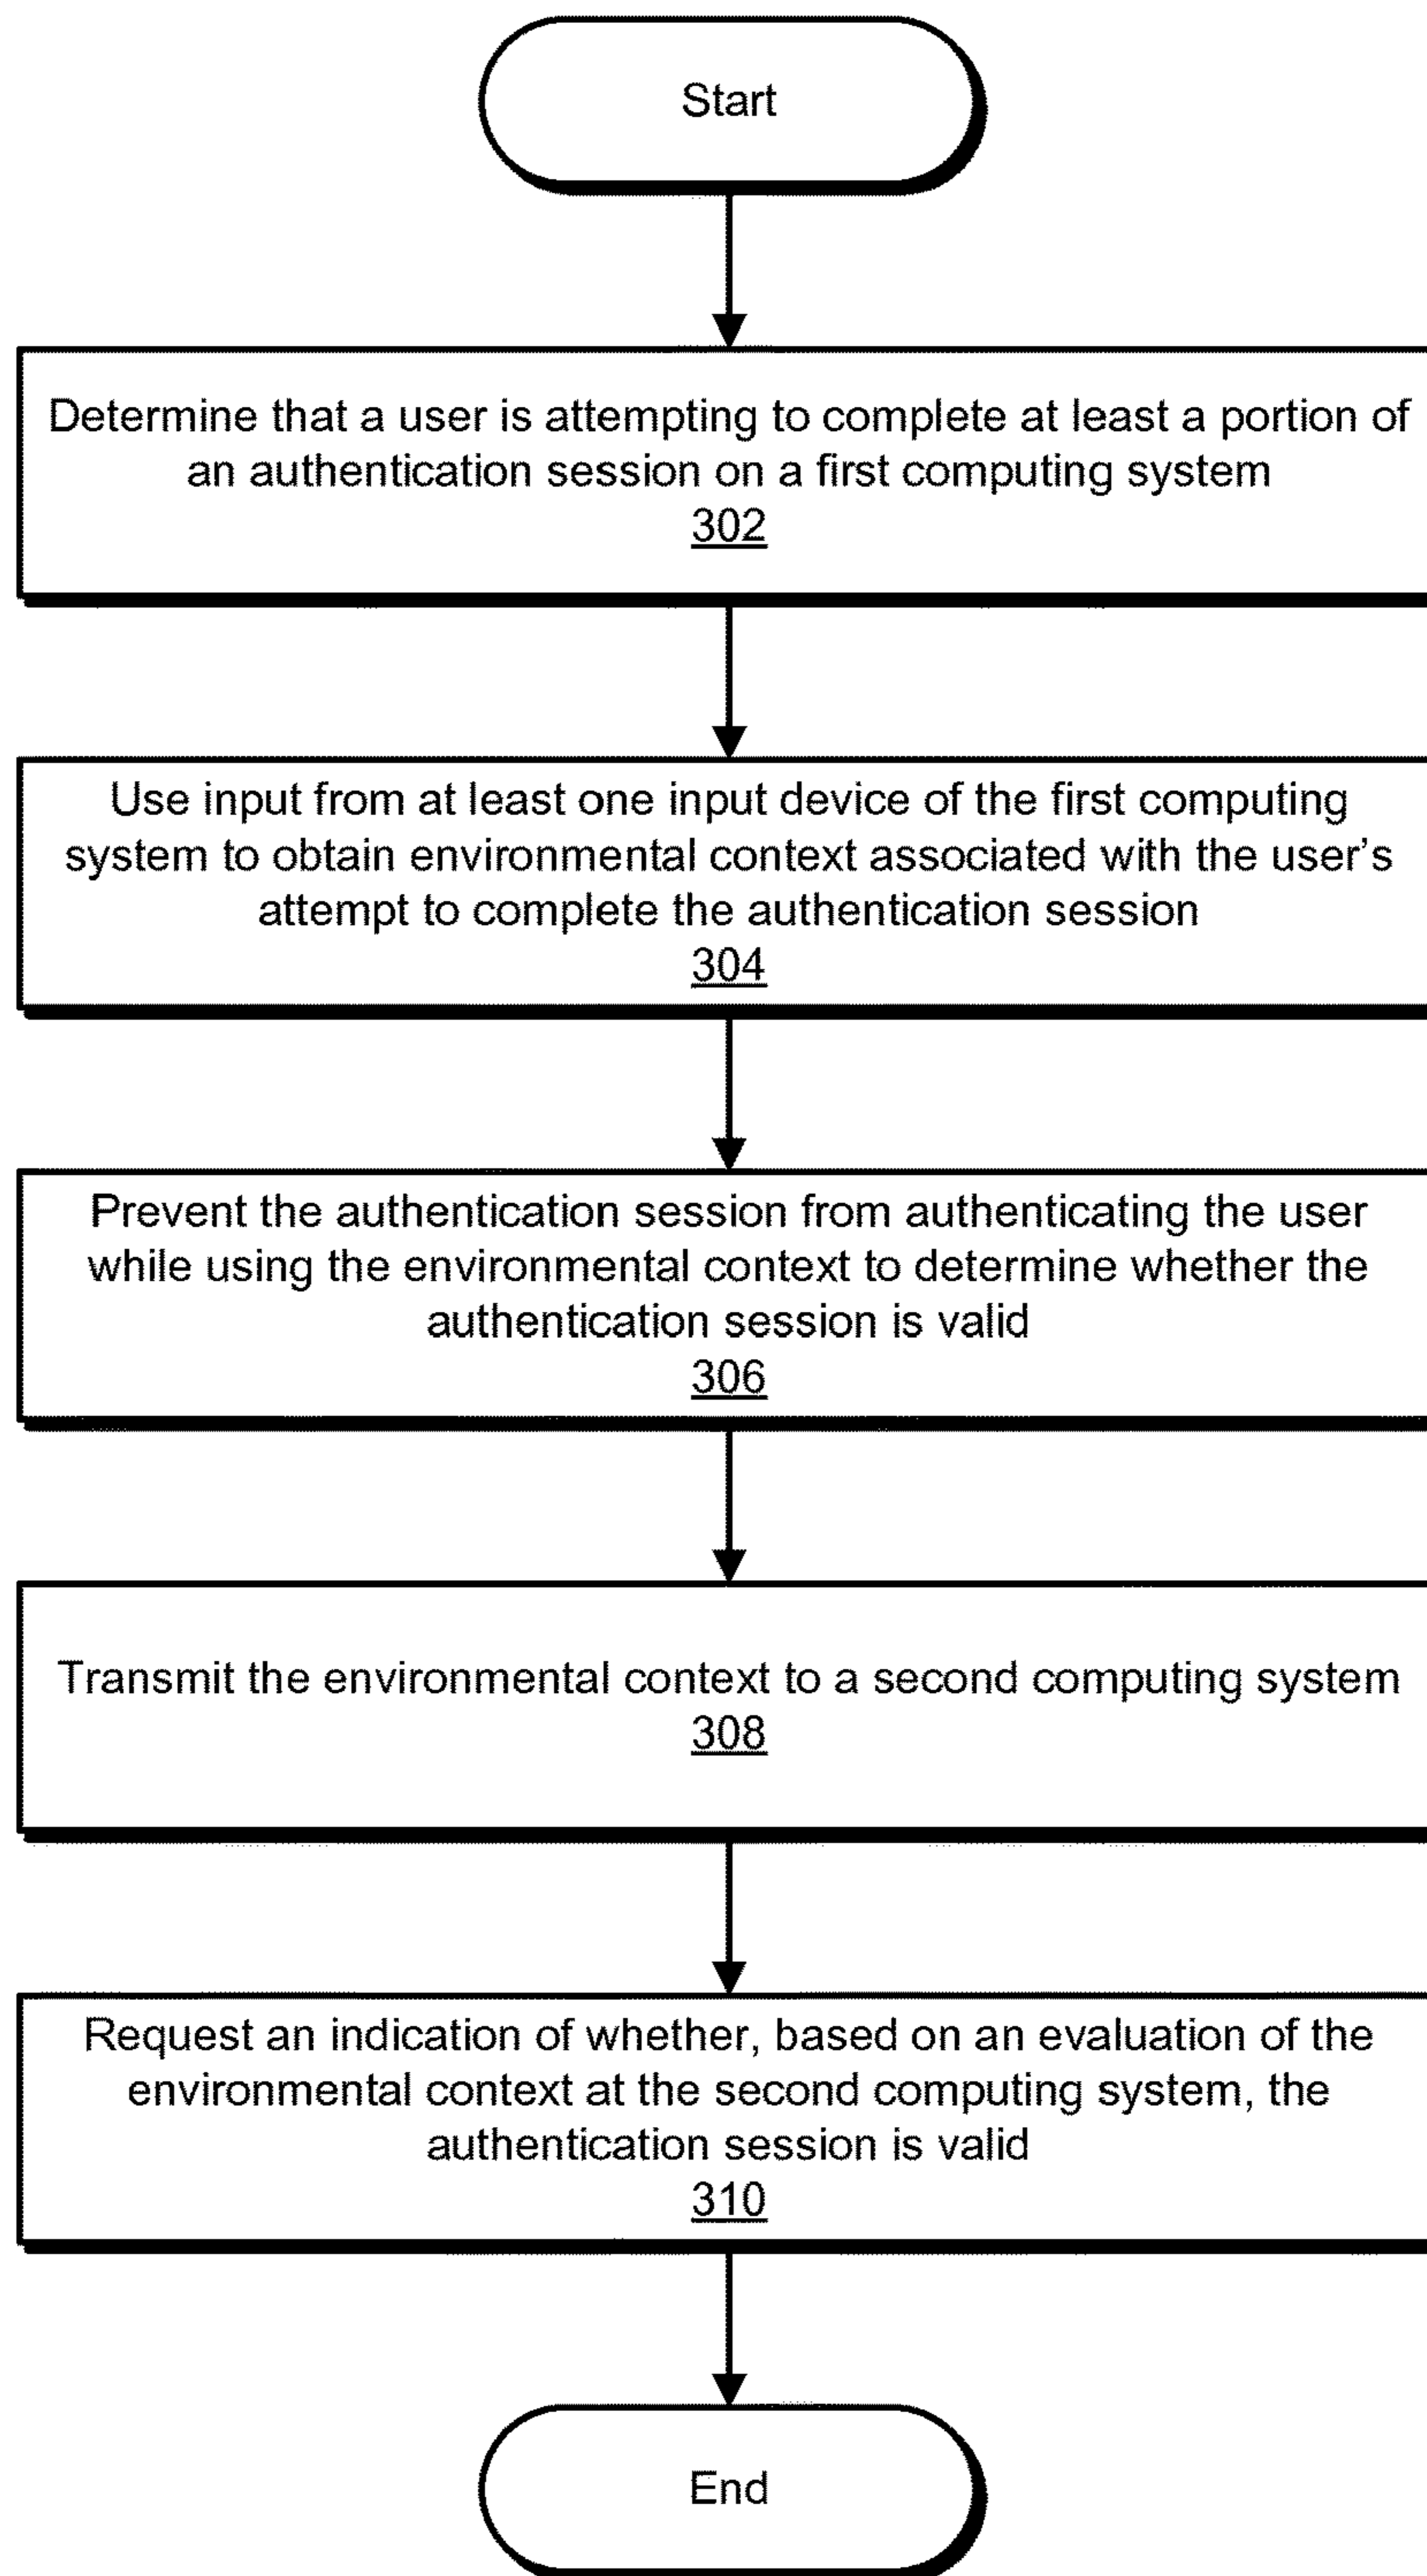 Start
Determine that a user is attempting to complete at least a portion of
an authentication session on a first computing system
302
Use input from at least one input device of the first computing
system to obtain environmental context associated with the user’s
attempt to complete the authentication session
304
Prevent the authentication session from authenticating the user
while using the environmental context to determine whether the
authentication session is valid
306
Transmit the environmental context to a second computing system
308
Request an indication of whether, based on an evaluation of the
environmental context at the second computing system, the
authentication session is valid
310
End